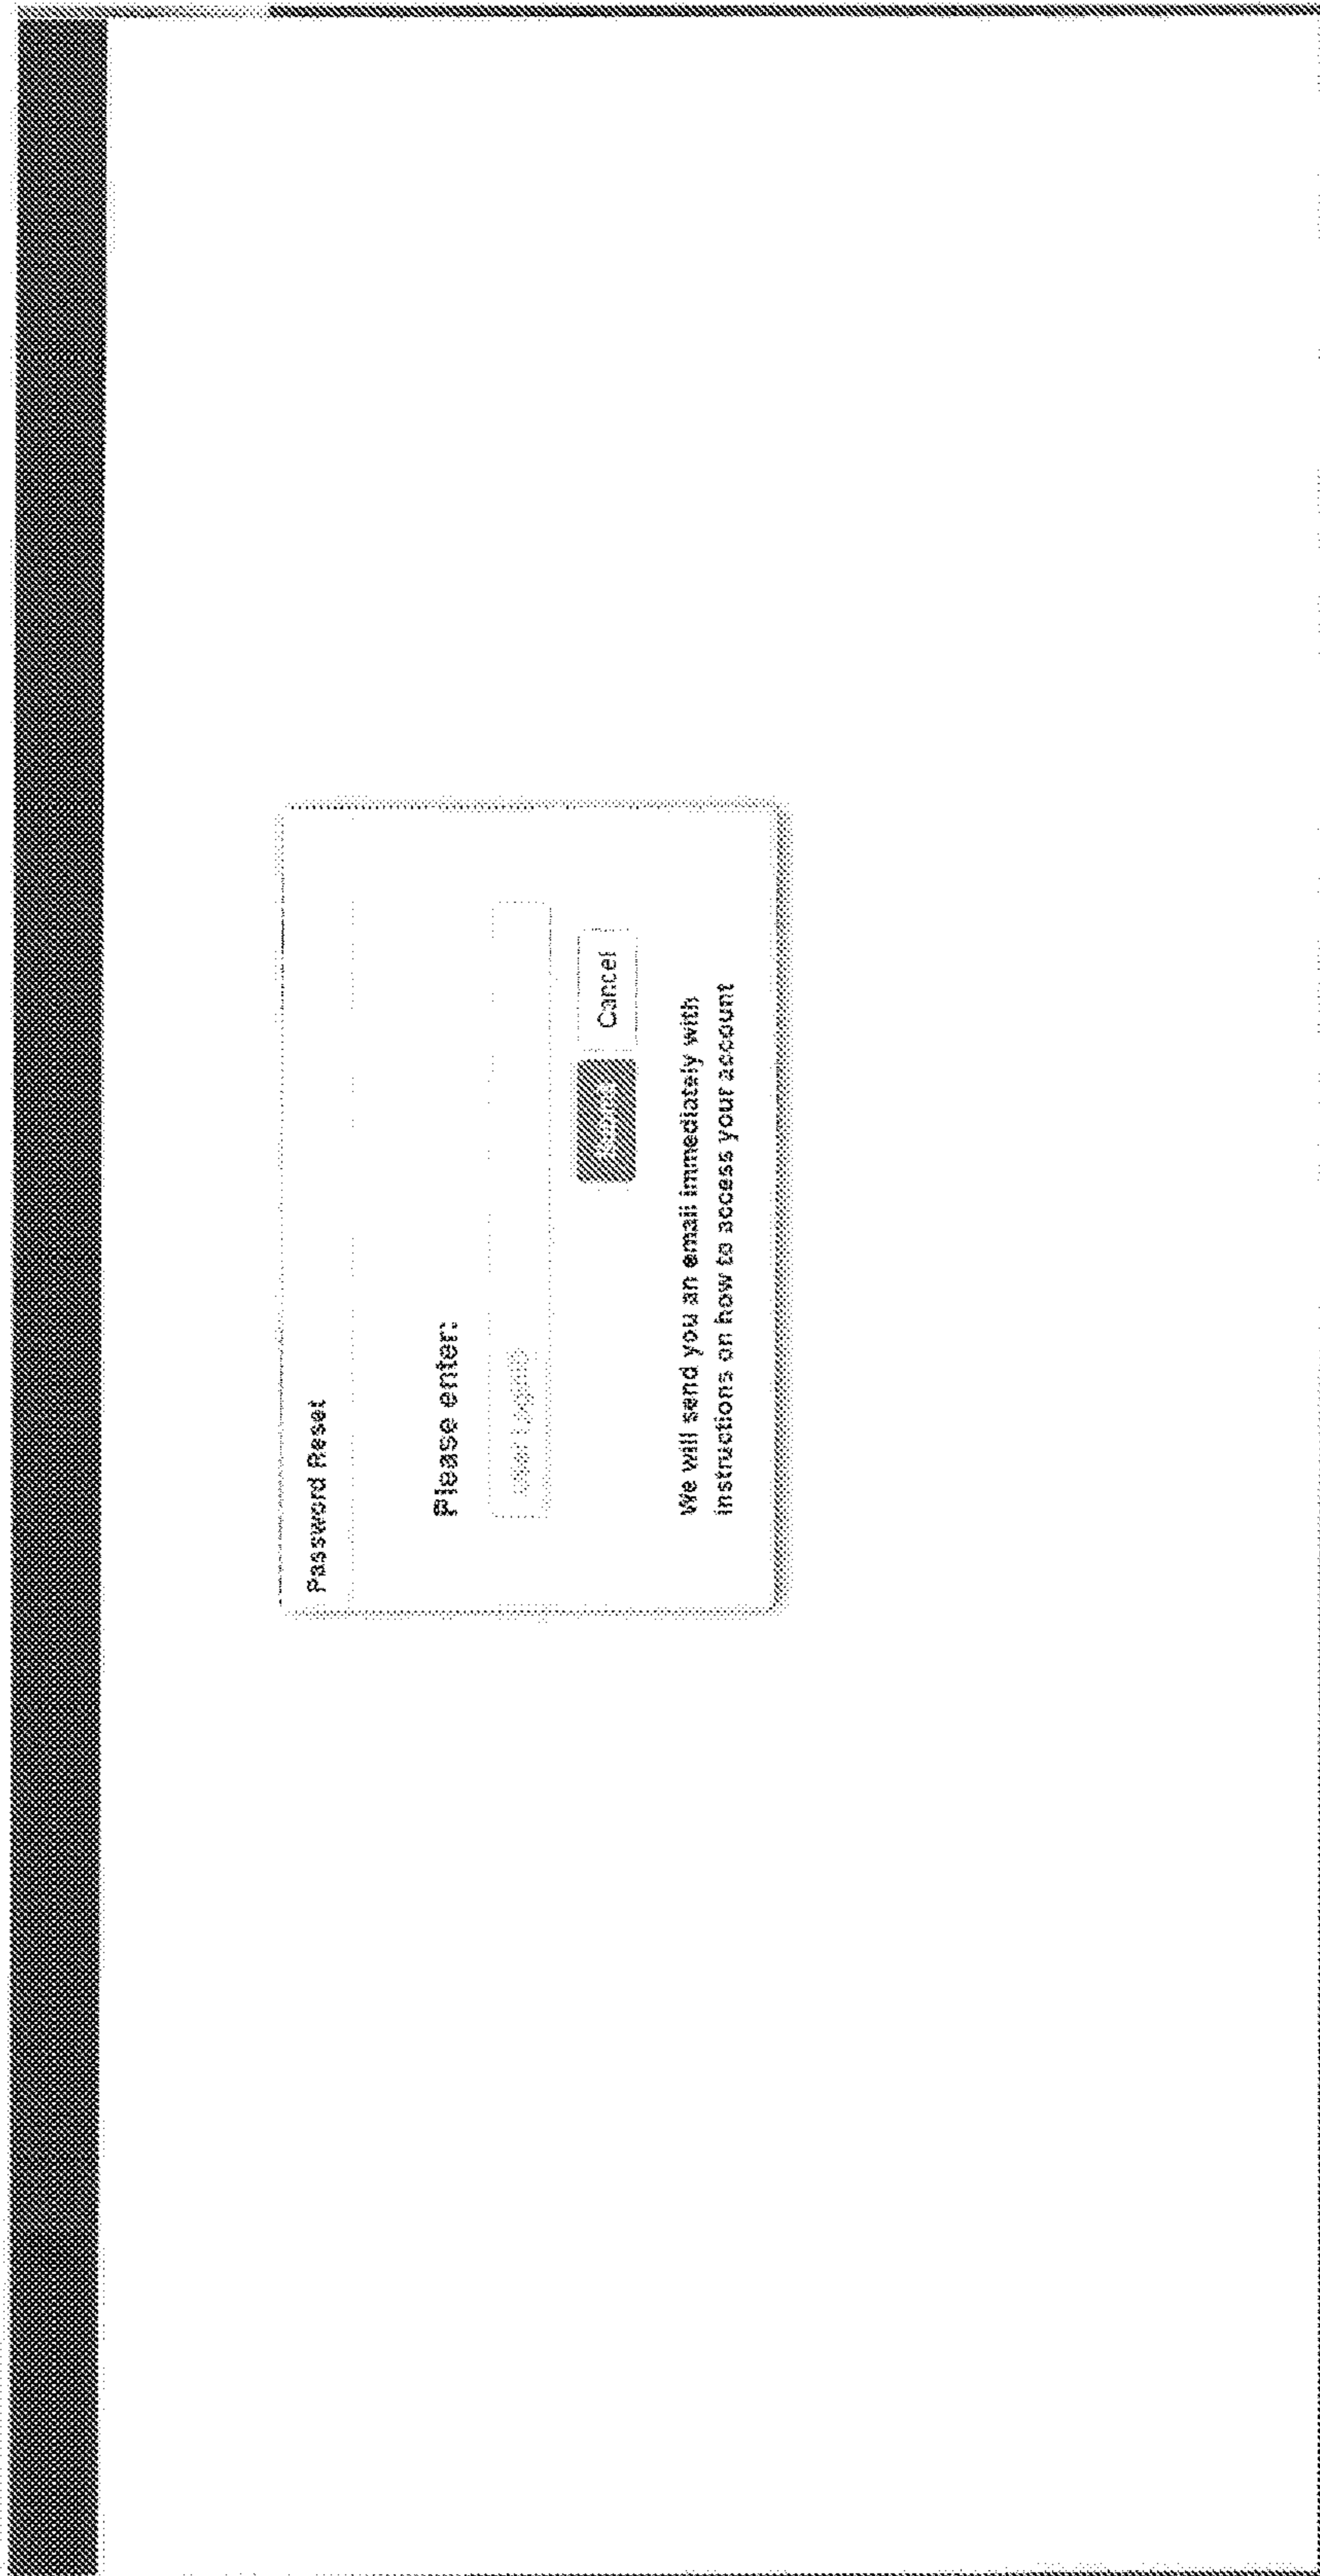 Password Reset
Please enter:
Cancel
We will send you an email immediately with
instructions on how to access your account